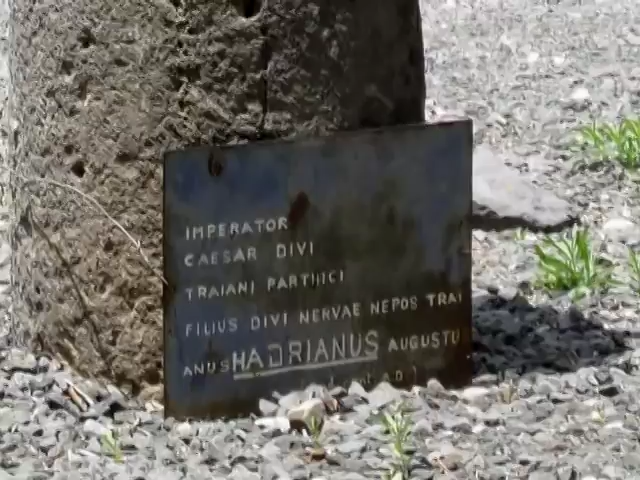 IMPERATOR
CAESAR DIVI
TRAIANI PARTHICI
FILIUS DIVI NERVAE NEPOS TRAI
ANUS HADRIANUS AUGUSTU
A.D.)